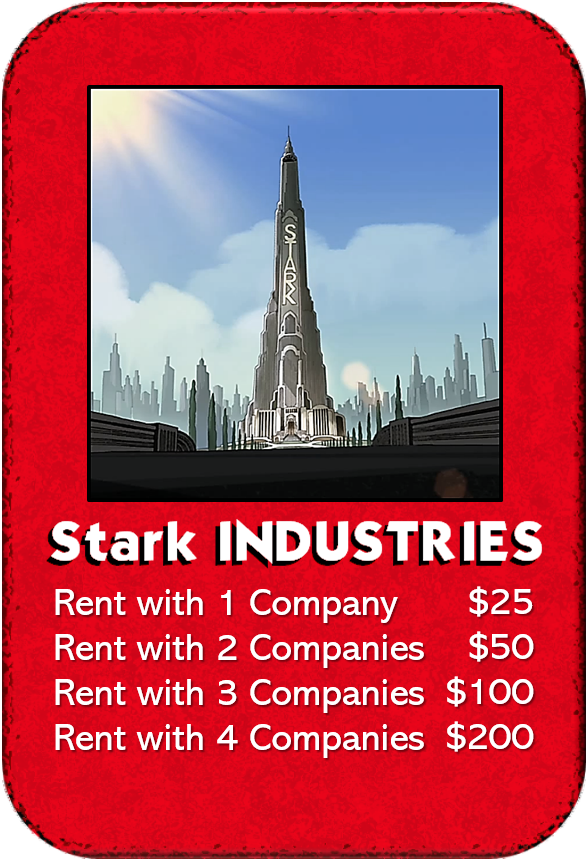 STARK
Stark INDUSTRIES
Rent with 1 Company $25
Rent with 2 Companies $50
Rent with 3 Companies $100
Rent with 4 Companies $200